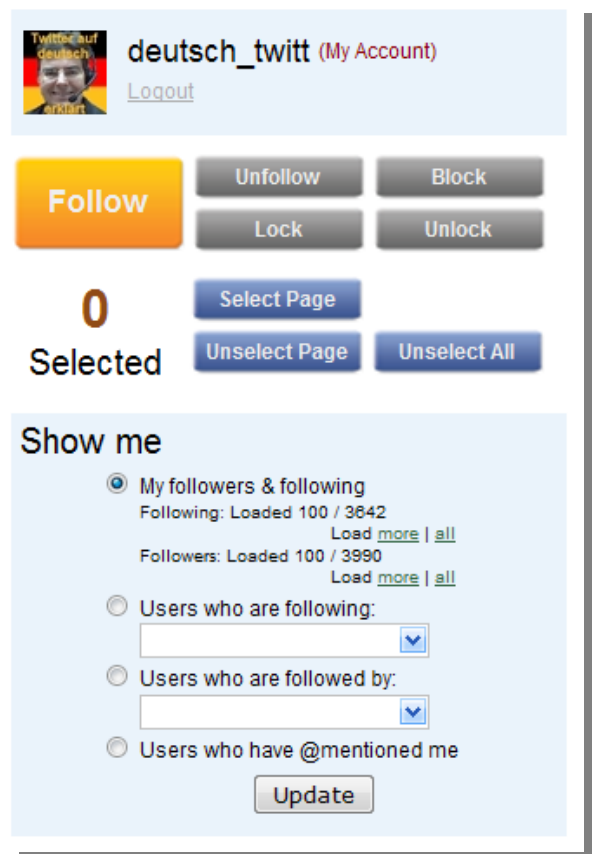 Twitter auf
deutsch
erklärt
deutsch_twitt (My Account)
Logout
Follow
Unfollow
Block
Lock
Unlock
0
Selected
Select Page
Unselect Page
Unselect All
Show me
My followers & following
Following: Loaded 100 / 3642
Load more | all
Followers: Loaded 100 / 3990
Load more | all
Users who are following:
Users who are followed by:
Users who have @mentioned me
Update